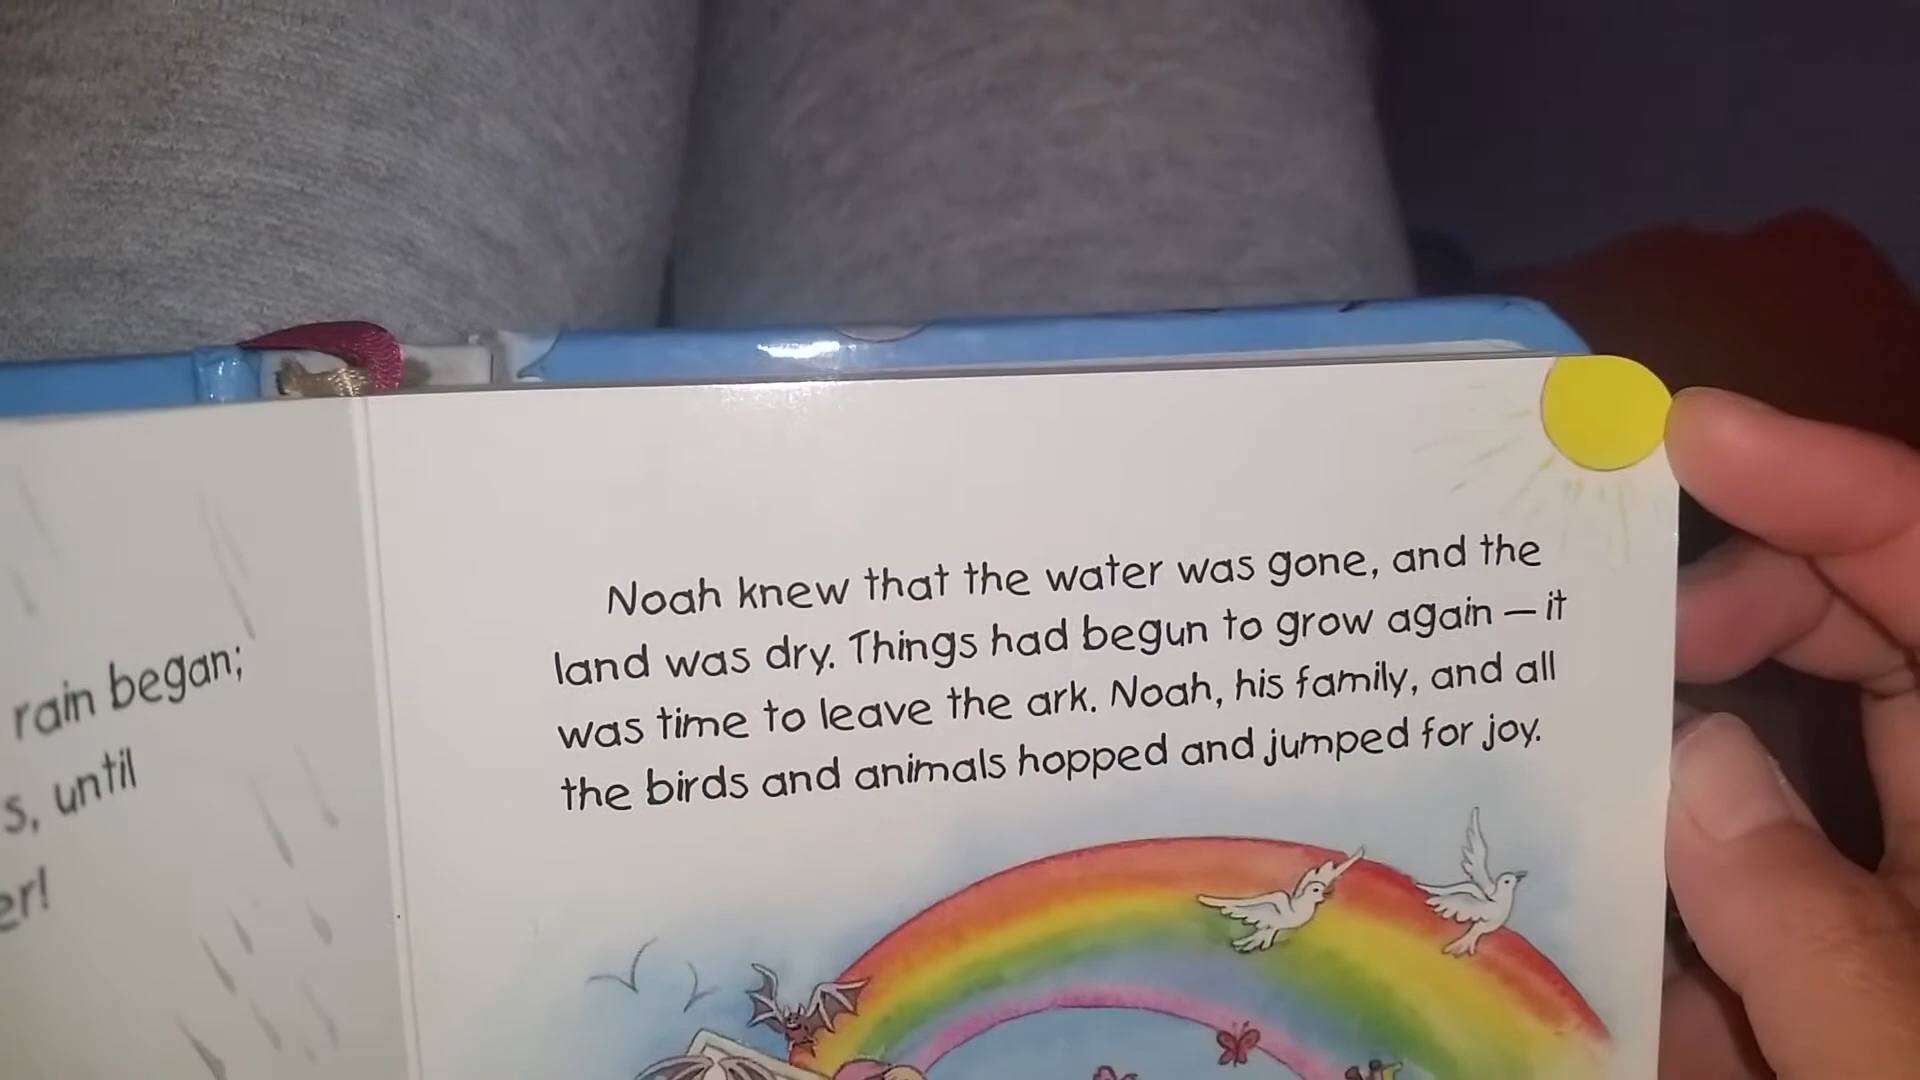 rain began;
s, until
er!
Noah knew that the water was gone, and the
land was dry. Things had begun to grow again — it
was time to leave the ark. Noah, his family, and all
the birds and animals hopped and jumped for joy.